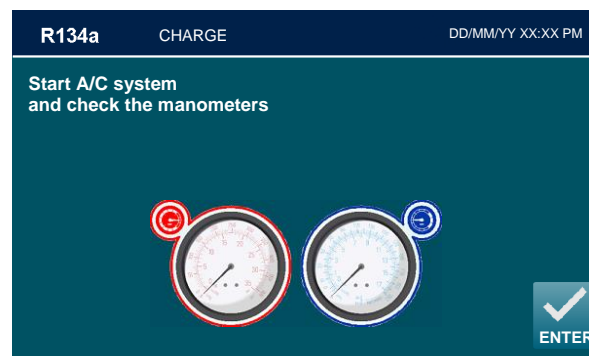 R134a CHARGE DD/MM/YY XX:XX PM
Start A/C system
and check the manometers
ENTER